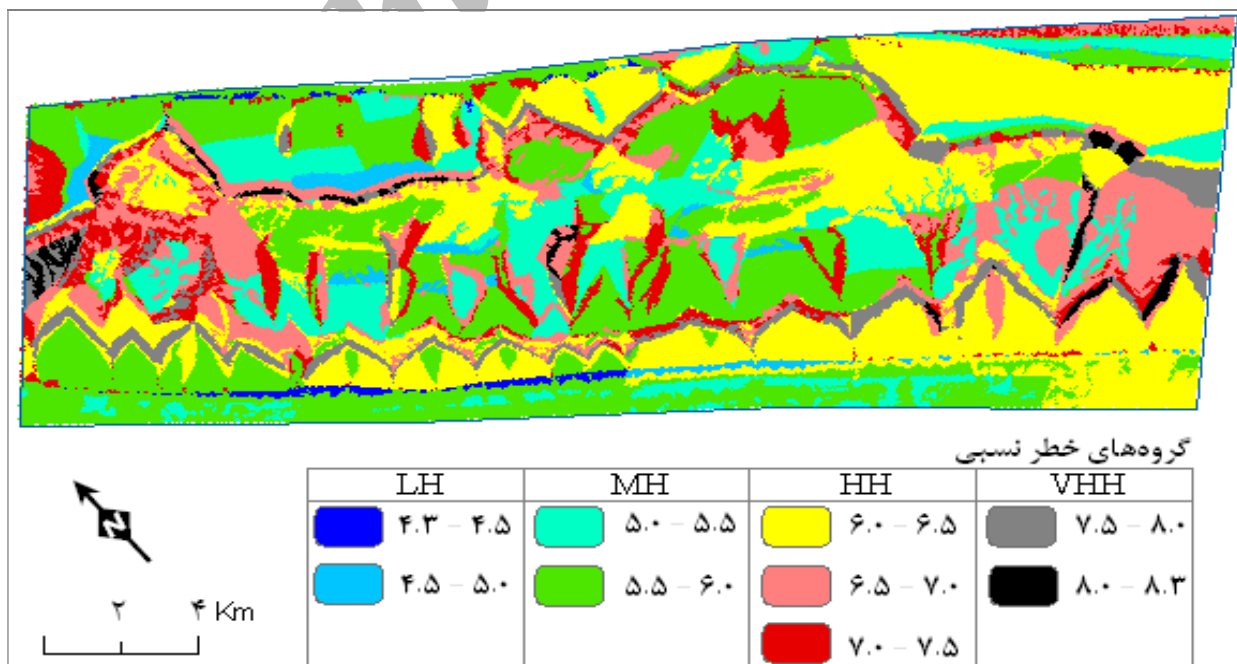 گروه‌های خطر نسبی
LH MH HH VHH
۴.۳ – ۴.۵ ۵.۰ – ۵.۵ ۶.۰ – ۶.۵ ۷.۵ – ۸.۰
۴.۵ – ۵.۰ ۵.۵ – ۶.۰ ۶.۵ – ۷.۰ ۸.۰ – ۸.۳
۷.۰ – ۷.۵
N
۲ ۴ Km